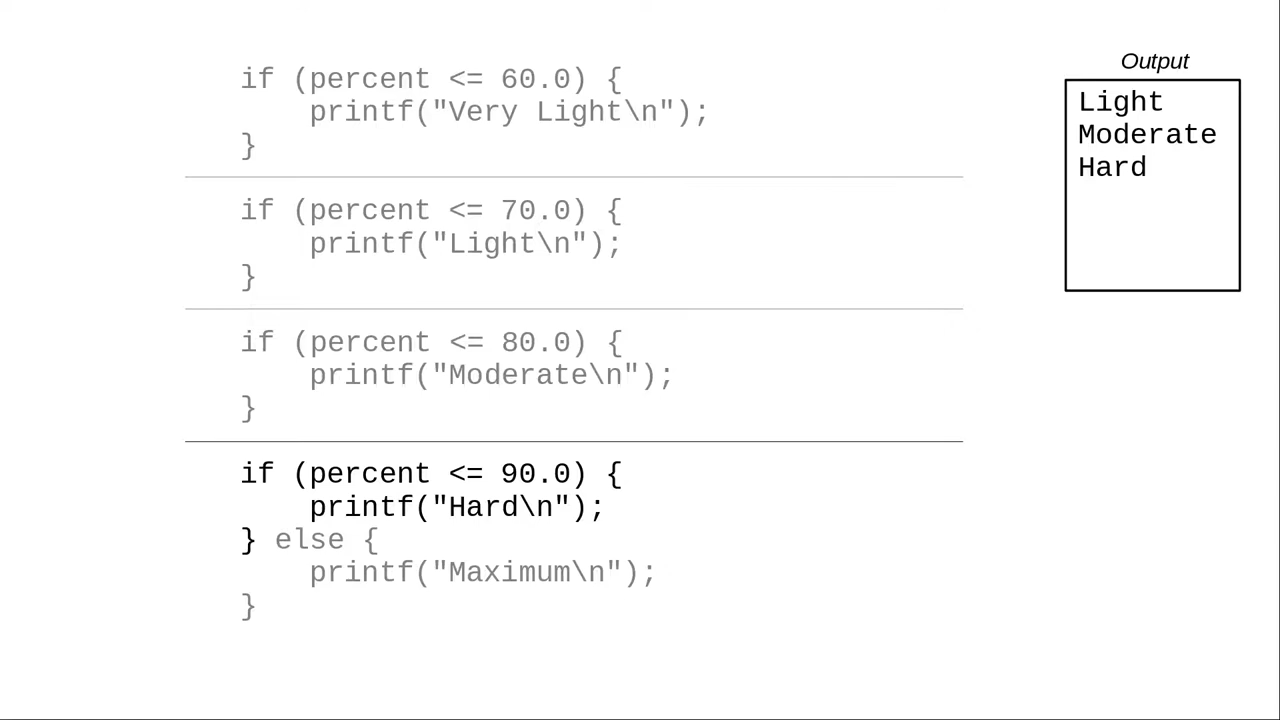 if (percent <= 60.0) {
    printf("Very Light\n");
}
if (percent <= 70.0) {
    printf("Light\n");
}
if (percent <= 80.0) {
    printf("Moderate\n");
}
if (percent <= 90.0) {
    printf("Hard\n");
} else {
    printf("Maximum\n");
}
Output
Light
Moderate
Hard